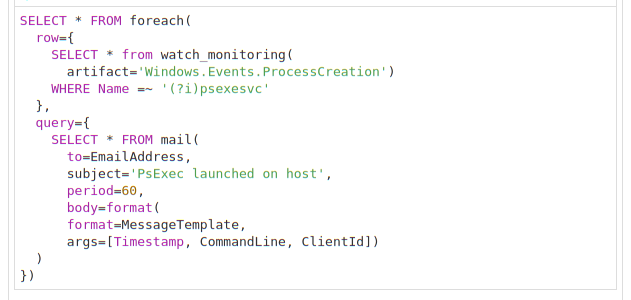 SELECT * FROM foreach(
row={
SELECT * from watch_monitoring(
artifact='Windows.Events.ProcessCreation')
WHERE Name =~ '(?i)psexesvc'
},
query={
SELECT * FROM mail(
to=EmailAddress,
subject='PsExec launched on host',
period=60,
body=format(
format=MessageTemplate,
args=[Timestamp, CommandLine, ClientId])
)
})